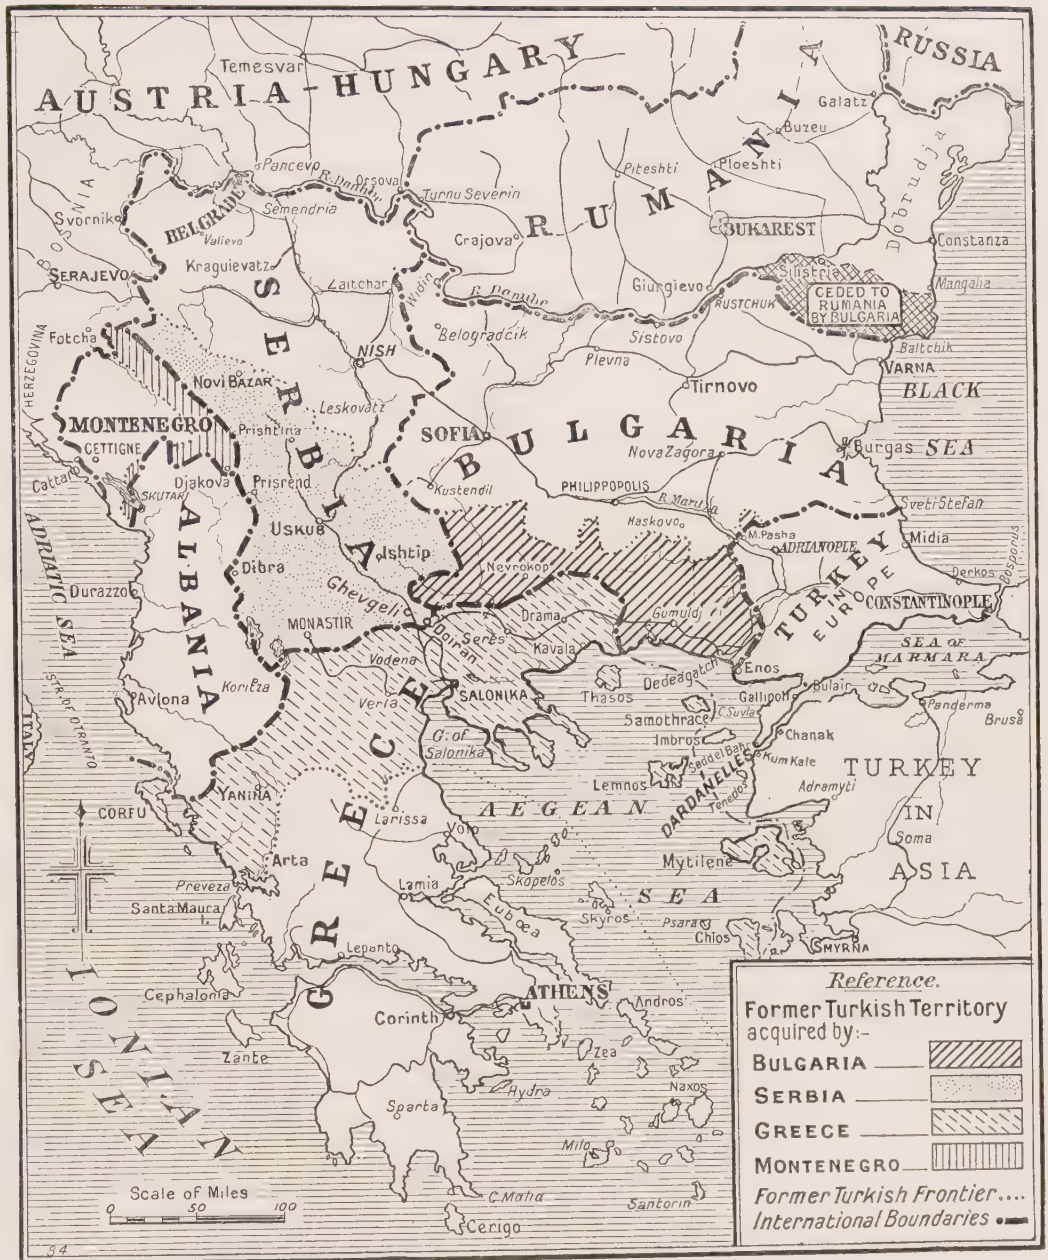 AUSTRIA-HUNGARY
RUSSIA
Temesvar
Galatz
Buzeu
Pancevo
R. Danube
Orsova
Turnu Severin
Piteshti
Ploeshti
RUMANIA
Dobrudja
BOSNIA
Svornik
BELGRADE
Semendria
Valievo
Crajova
BUKAREST
Constanza
SERAJEVO
Kraguievatz
Zaitchar
Widin
R. Danube
Giurgievo
RUSTCHUK
Silistria
Mangalia
CEDED TO
RUMANIA
BY BULGARIA
HERZEGOVINA
Fotcha
Belogradcik
Sistovo
Plevna
Baltchik
VARNA
NISH
Tirnovo
BLACK
SEA
NOVI BAZAR
Leskovatz
SERBIA
MONTENEGRO
CETTIGNE
Prishtina
SOFIA
BULGARIA
Nova Zagora
Burgas
Cattaro
SKUTARI
Djakova
Prisrend
Kustendil
PHILIPPOPOLIS
R. Maritza
Sveti Stefan
USKUB
Haskovo
M. Pasha
ADRIANOPLE
Midia
ADRIATIC SEA
ALBANIA
Ishtip
Dibra
Nevrokop
TURKEY
IN
EUROPE
Derkos
Bosporus
Durazzo
Ghevgeli
CONSTANTINOPLE
MONASTIR
Doiran
Seres
Drama
Gumuldj
Kavala
SEA OF
MARMARA
Vodena
Dedeagatch
Enos
Koritza
Avlona
Verria
SALONIKA
Thasos
Gallipoli
Bulair
Panderma
Brusa
Samothrace
C. Suvla
STR. OF OTRANTO
ITALY
G. of
Salonika
Imbros
Chanak
Sedd el Bahr
Kum Kale
Lemnos
DARDANELLES
Tenedos
Adramyti
TURKEY
IN
ASIA
CORFU
YANINA
GREECE
Larissa
AEGEAN
SEA
Soma
Volo
Mytilene
Arta
Preveza
Skopelos
Santa Maura
Lamia
Skyros
Eubœa
Psara
Chios
SMYRNA
Lepanto
Cephalonia
ATHENS
Andros
Corinth
Zante
Zea
IONIAN
SEA
Hydra
Naxos
Sparta
Milo
C. Matia
Santorin
Cerigo
Scale of Miles
0 50 100
34
Reference.
Former Turkish Territory
acquired by:-
BULGARIA
SERBIA
GREECE
MONTENEGRO
Former Turkish Frontier....
International Boundaries